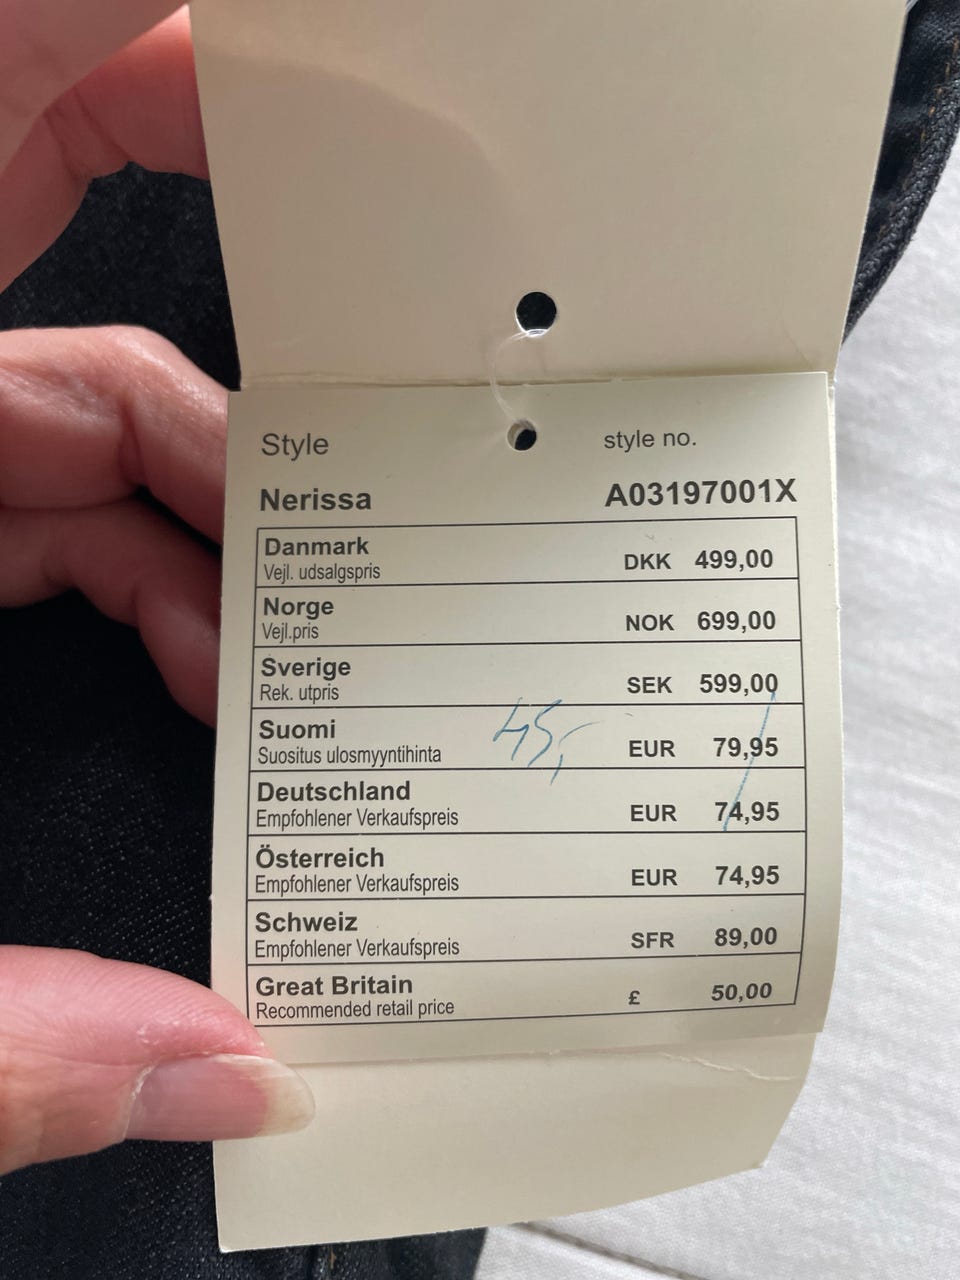 Style style no.
Nerissa A03197001X
Danmark
Vejl. udsalgspris DKK 499,00
Norge
Vejl.pris NOK 699,00
Sverige
Rek. utpris SEK 599,00
Suomi
Suositus ulosmyyntihinta 45,- EUR 79,95
Deutschland
Empfohlener Verkaufspreis EUR 74,95
Österreich
Empfohlener Verkaufspreis EUR 74,95
Schweiz
Empfohlener Verkaufspreis SFR 89,00
Great Britain
Recommended retail price £ 50,00